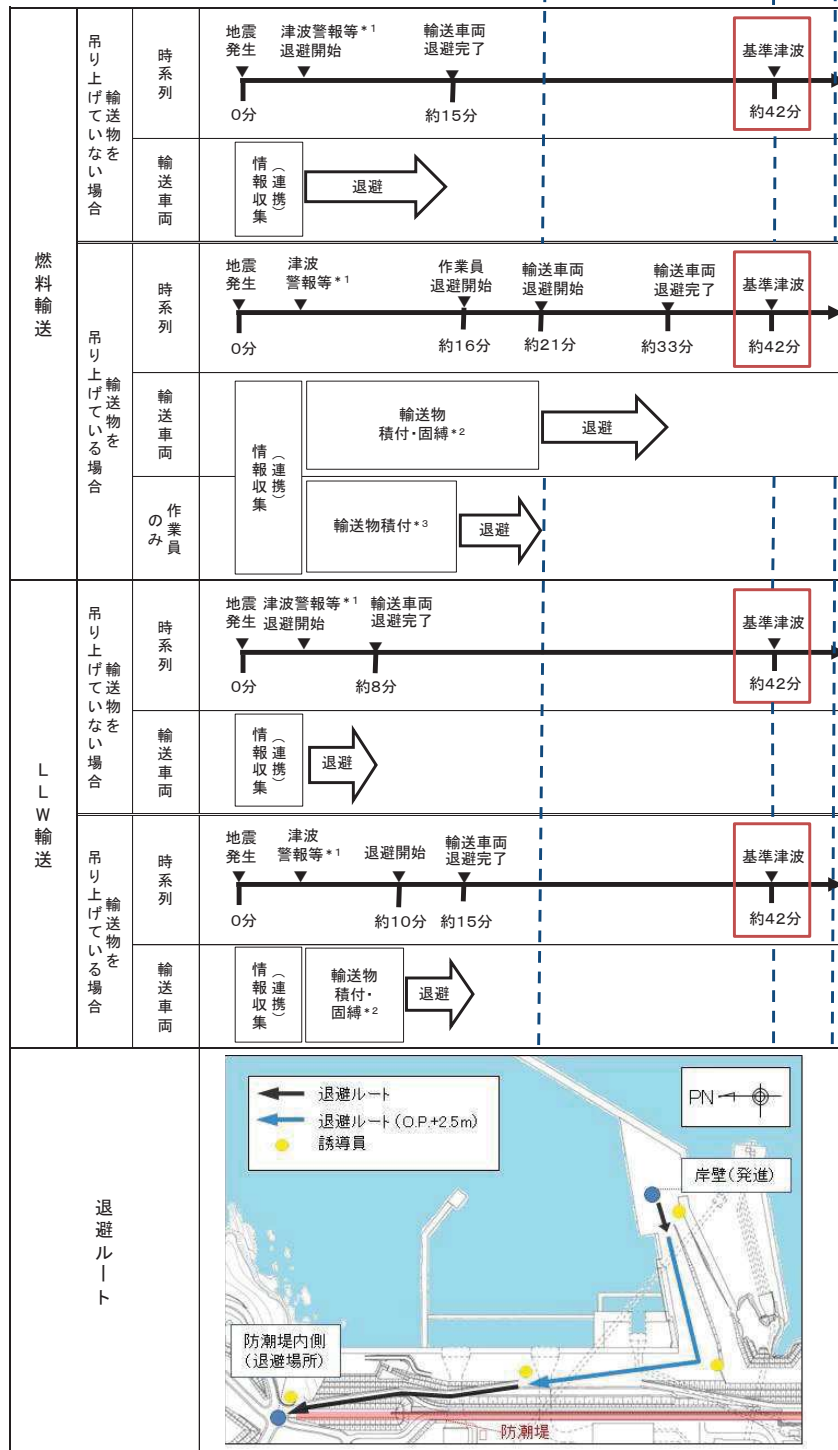 燃料輸送
輸送物を
吊り上げていない場合
時系列
地震
発生
津波警報等*1
退避開始
輸送車両
退避完了
基準津波
0分
約15分
約42分
輸送車両
情報収集
(連携)
退避
輸送物を
吊り上げている場合
時系列
地震
発生
津波
警報等*1
作業員
退避開始
輸送車両
退避開始
輸送車両
退避完了
基準津波
0分
約16分
約21分
約33分
約42分
輸送車両
情報収集
(連携)
輸送物
積付・固縛*2
退避
作業員
のみ
輸送物積付*3
退避
LLW輸送
輸送物を
吊り上げていない場合
時系列
地震
発生
津波警報等*1
退避開始
輸送車両
退避完了
基準津波
0分
約8分
約42分
輸送車両
情報収集
(連携)
退避
輸送物を
吊り上げている場合
時系列
地震
発生
津波
警報等*1
退避開始
輸送車両
退避完了
基準津波
0分
約10分
約15分
約42分
輸送車両
情報収集
(連携)
輸送物
積付・
固縛*2
退避
退避ルート
退避ルート
退避ルート(O.P.+2.5m)
誘導員
PN
岸壁(発進)
防潮堤内側
(退避場所)
防潮堤